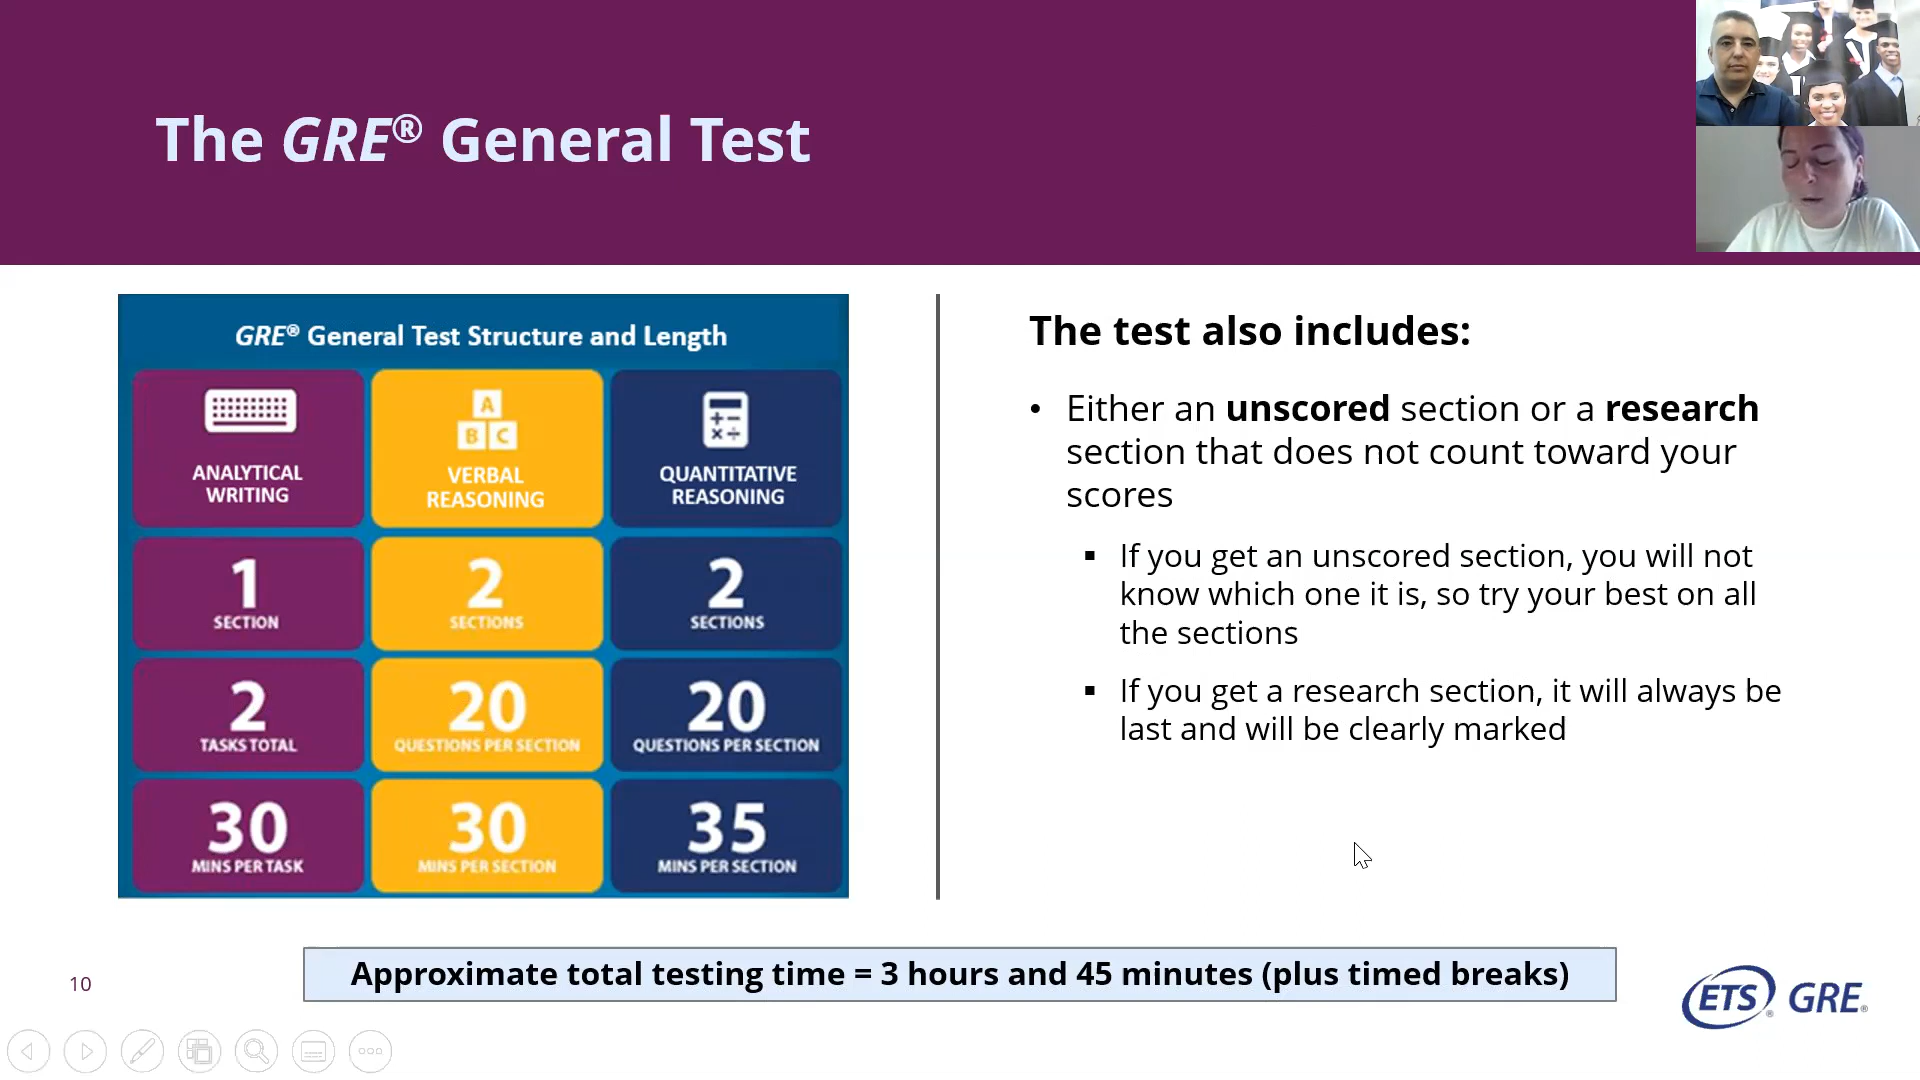 The GRE® General Test
GRE® General Test Structure and Length
ANALYTICAL
WRITING
A
B C
VERBAL
REASONING
QUANTITATIVE
REASONING
1
SECTION
2
SECTIONS
2
SECTIONS
2
TASKS TOTAL
20
QUESTIONS PER SECTION
20
QUESTIONS PER SECTION
30
MINS PER TASK
30
MINS PER SECTION
35
MINS PER SECTION
The test also includes:
• Either an unscored section or a research
section that does not count toward your
scores
▪ If you get an unscored section, you will not
know which one it is, so try your best on all
the sections
▪ If you get a research section, it will always be
last and will be clearly marked
Approximate total testing time = 3 hours and 45 minutes (plus timed breaks)
10
ETS® GRE®